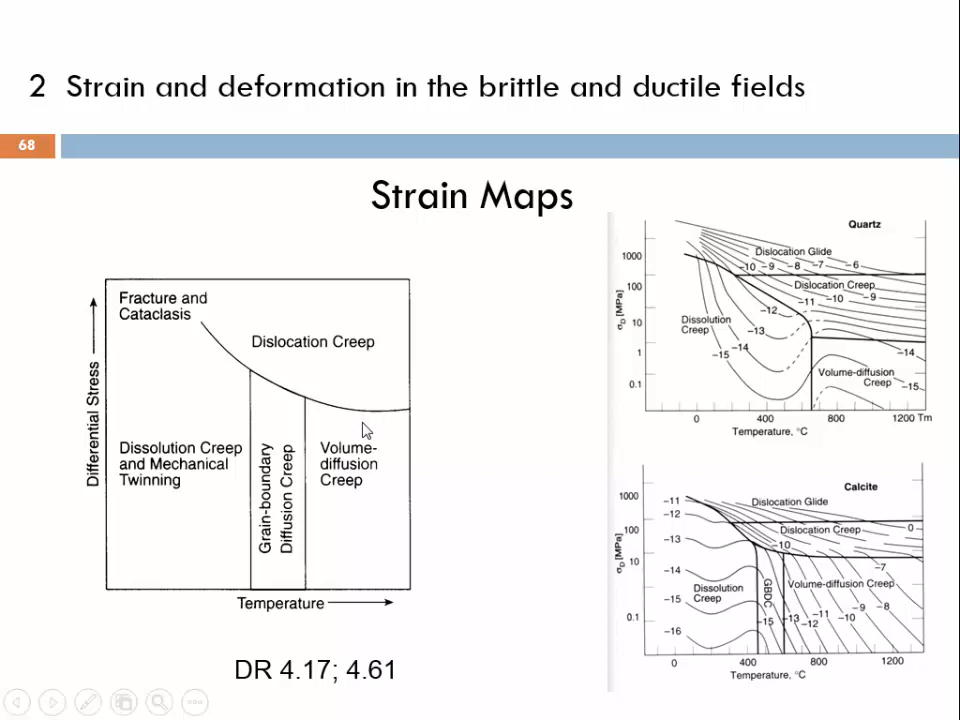 2 Strain and deformation in the brittle and ductile fields
68
Strain Maps
Fracture and
Cataclasis
Dislocation Creep
Differential Stress
Dissolution Creep
and Mechanical
Twinning
Grain-boundary
Diffusion Creep
Volume-
diffusion
Creep
Temperature
DR 4.17; 4.61
Quartz
1000
100
10
1
0.1
σD [MPa]
Dislocation Glide
-10 -9 -8 -7 -6
Dislocation Creep
-11 -10 -9
-12
Dissolution
Creep
-13
-14
-15
-14
Volume-diffusion
Creep -15
0 400 800 1200 Tm
Temperature, °C
Calcite
1000
100
10
0.1
σD [MPa]
-11
-12
-13
-14
-15
-16
Dislocation Glide
Dislocation Creep
0
-10
-7
Dissolution
Creep
GBDC
Volume-diffusion Creep
-15 -13 -12 -11 -10 -9 -8
0 400 800 1200
Temperature, °C